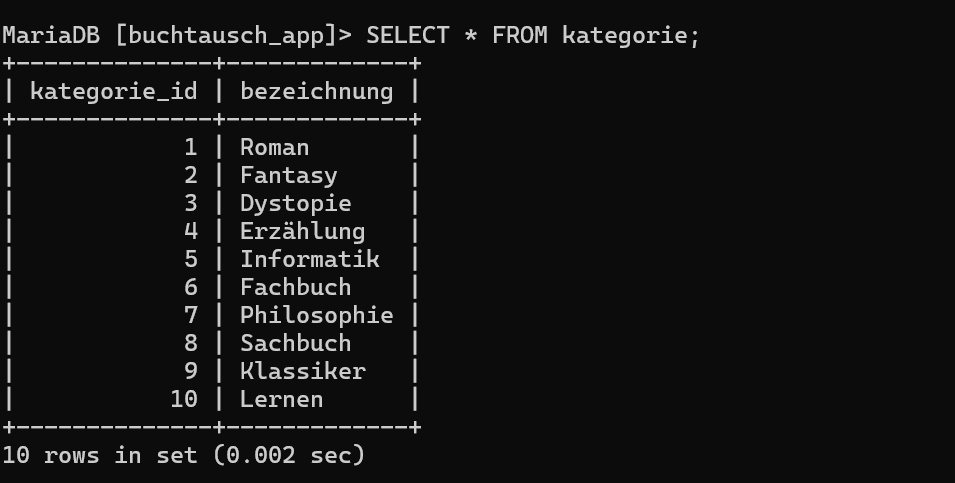 MariaDB [buchtausch_app]> SELECT * FROM kategorie;
+--------------+-------------+
| kategorie_id | bezeichnung |
+--------------+-------------+
|            1 | Roman       |
|            2 | Fantasy     |
|            3 | Dystopie    |
|            4 | Erzählung   |
|            5 | Informatik  |
|            6 | Fachbuch    |
|            7 | Philosophie |
|            8 | Sachbuch    |
|            9 | Klassiker   |
|           10 | Lernen      |
+--------------+-------------+
10 rows in set (0.002 sec)